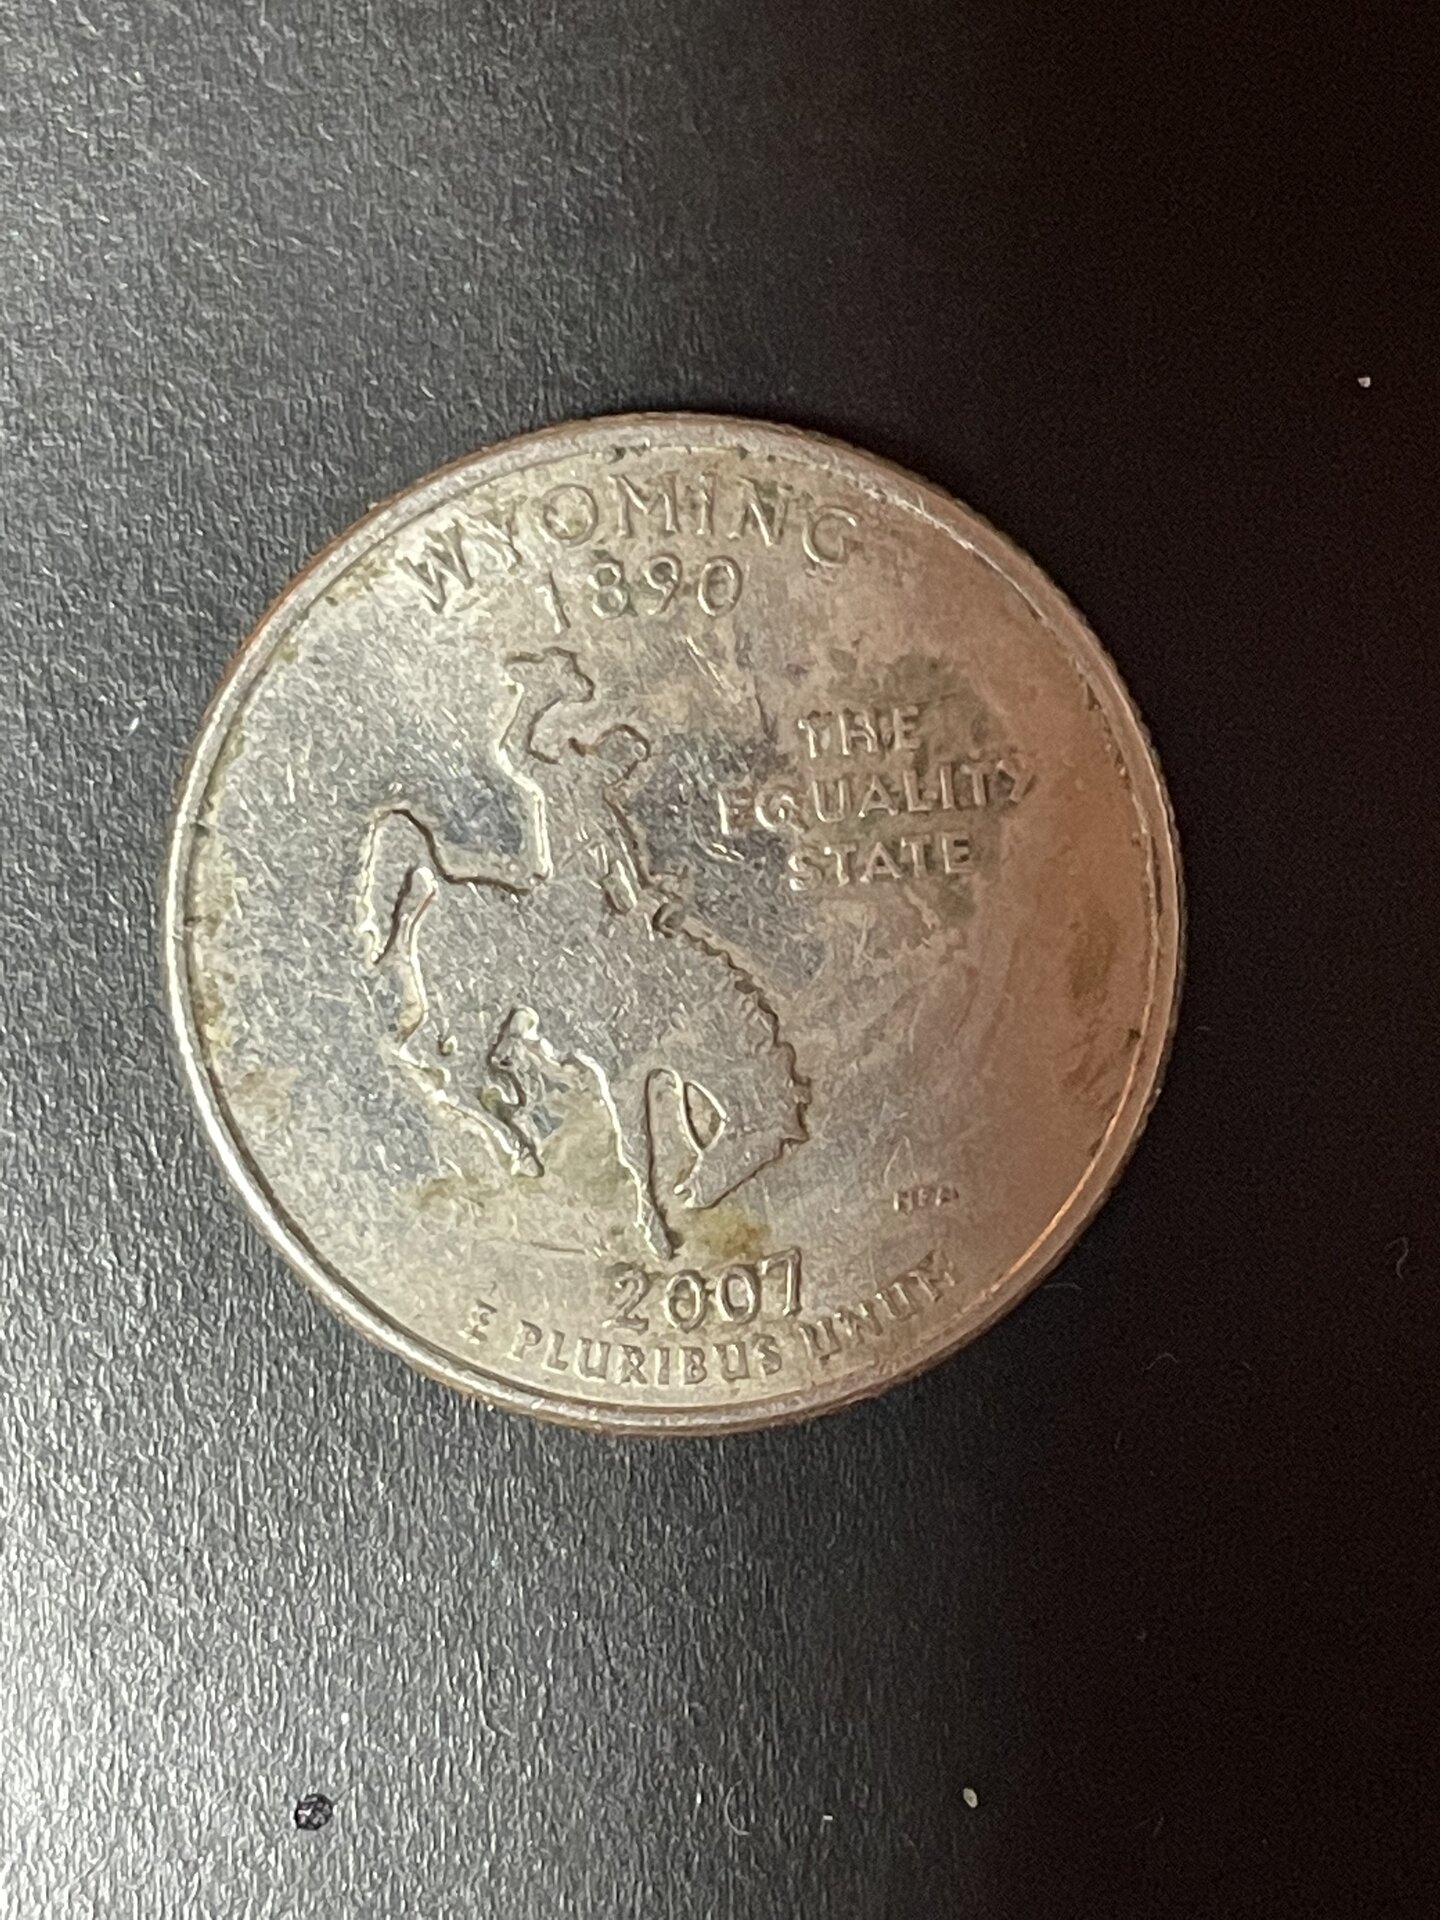 WYOMING
1890
THE
EQUALITY
STATE
2007
E PLURIBUS UNUM